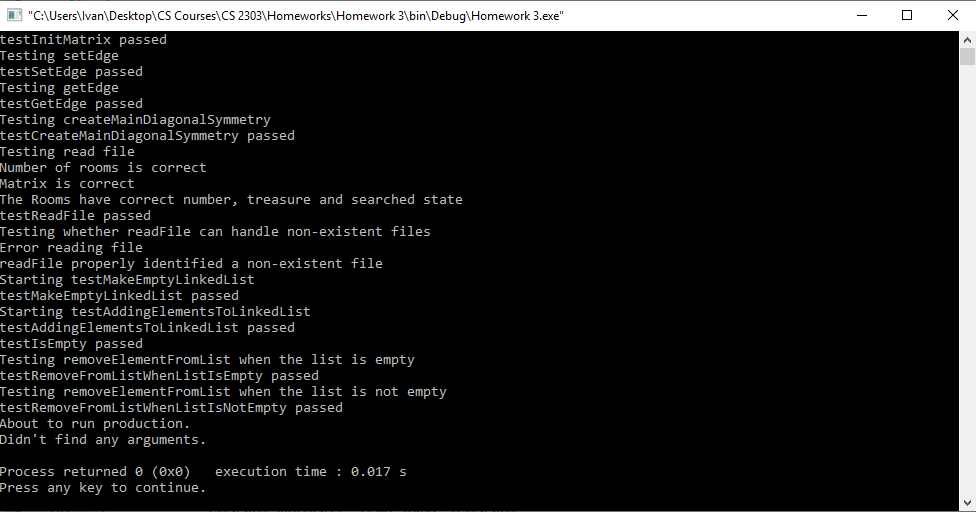 "C:\Users\Ivan\Desktop\CS Courses\CS 2303\Homeworks\Homework 3\bin\Debug\Homework 3.exe"
testInitMatrix passed
Testing setEdge
testSetEdge passed
Testing getEdge
testGetEdge passed
Testing createMainDiagonalSymmetry
testCreateMainDiagonalSymmetry passed
Testing read file
Number of rooms is correct
Matrix is correct
The Rooms have correct number, treasure and searched state
testReadFile passed
Testing whether readFile can handle non-existent files
Error reading file
readFile properly identified a non-existent file
Starting testMakeEmptyLinkedList
testMakeEmptyLinkedList passed
Starting testAddingElementsToLinkedList
testAddingElementsToLinkedList passed
testIsEmpty passed
Testing removeElementFromList when the list is empty
testRemoveFromListWhenListIsEmpty passed
Testing removeElementFromList when the list is not empty
testRemoveFromListWhenListIsNotEmpty passed
About to run production.
Didn't find any arguments.
Process returned 0 (0x0)   execution time : 0.017 s
Press any key to continue.